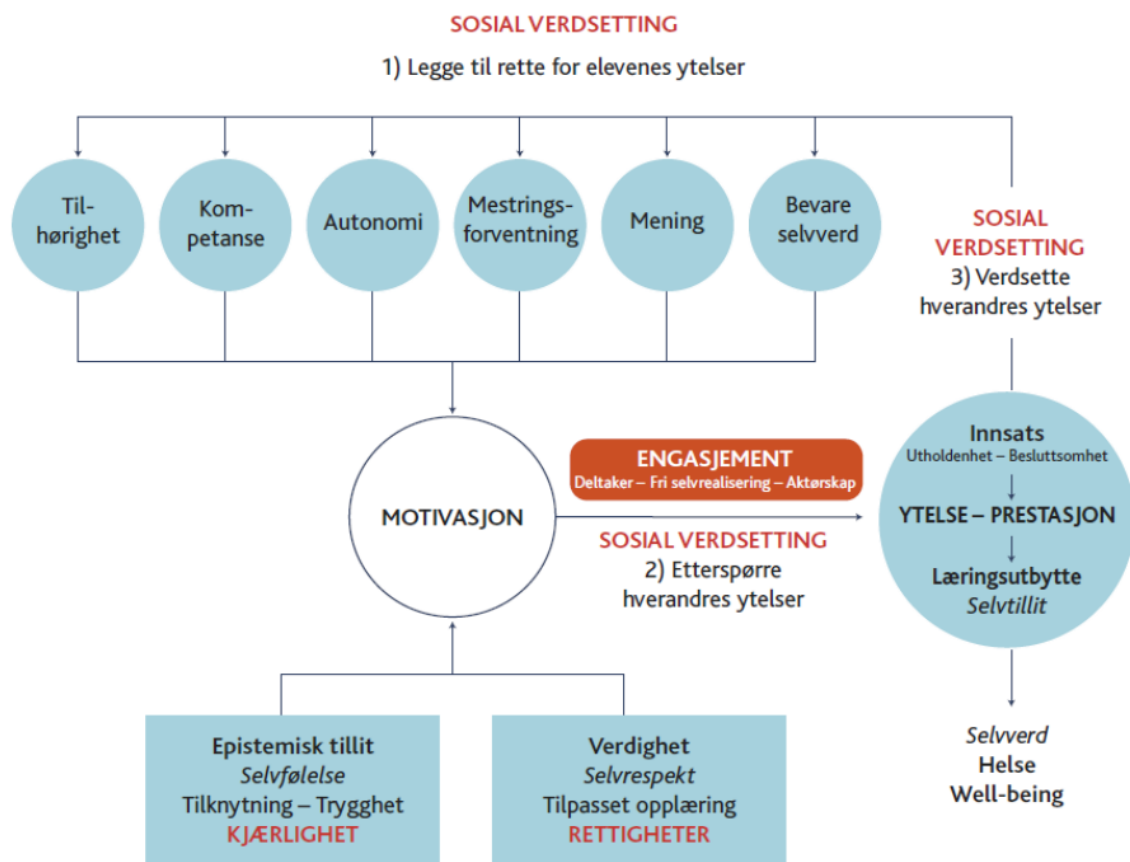 SOSIAL VERDSETTING
1) Legge til rette for elevenes ytelser
Til-
hørighet
Kom-
petanse
Autonomi
Mestrings-
forventning
Mening
Bevare
selvverd
SOSIAL
VERDSETTING
3) Verdsette
hverandres ytelser
MOTIVASJON
ENGASJEMENT
Deltaker – Fri selvrealisering – Aktørskap
SOSIAL VERDSETTING
2) Etterspørre
hverandres ytelser
Innsats
Utholdenhet – Besluttsomhet
YTELSE – PRESTASJON
Læringsutbytte
Selvtillit
Epistemisk tillit
Selvfølelse
Tilknytning – Trygghet
KJÆRLIGHET
Verdighet
Selvrespekt
Tilpasset opplæring
RETTIGHETER
Selvverd
Helse
Well-being